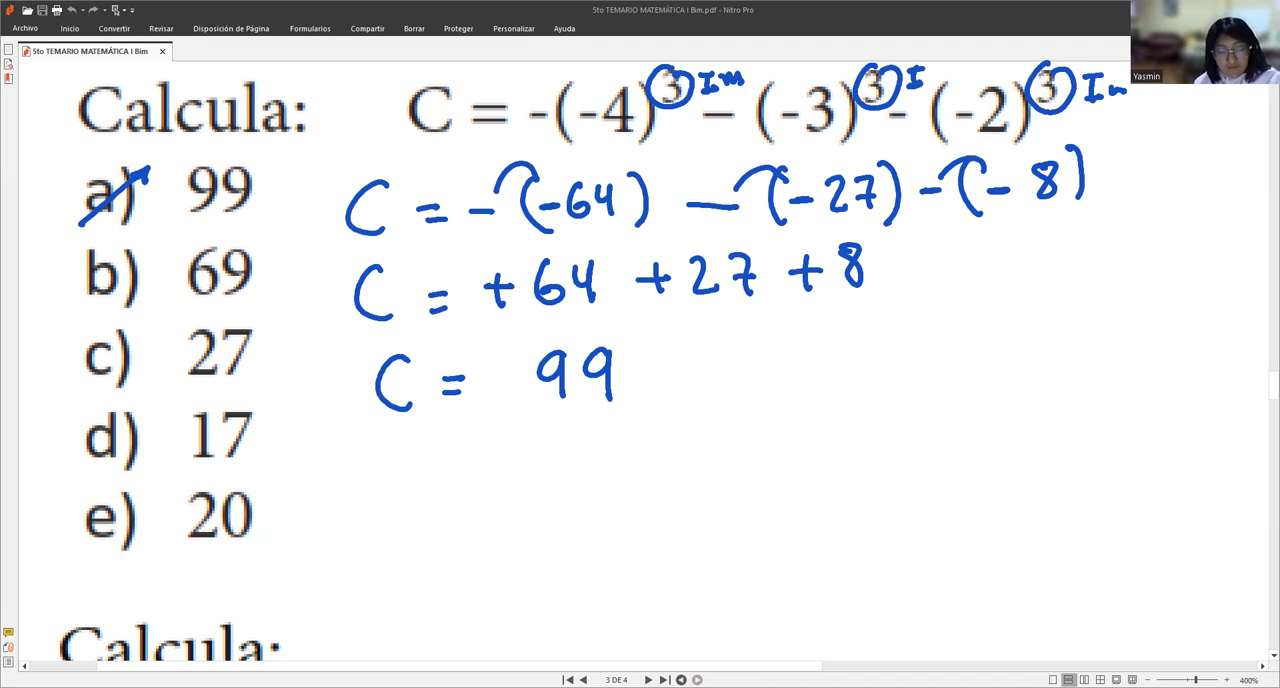 5to TEMARIO MATEMÁTICA I Bim.pdf - Nitro Pro
Archivo Inicio Convertir Revisar Disposición de Página Formularios Compartir Borrar Proteger Personalizar Ayuda
5to TEMARIO MATEMÁTICA I Bim
Yasmin
Calcula: C = -(-4)³ – (-3)³ - (-2)³
Im I Im
a) 99
C = -(-64) - (-27) - (-8)
b) 69
C = +64 +27 +8
c) 27
C = 99
d) 17
e) 20
Calcula:
3 DE 4
400%